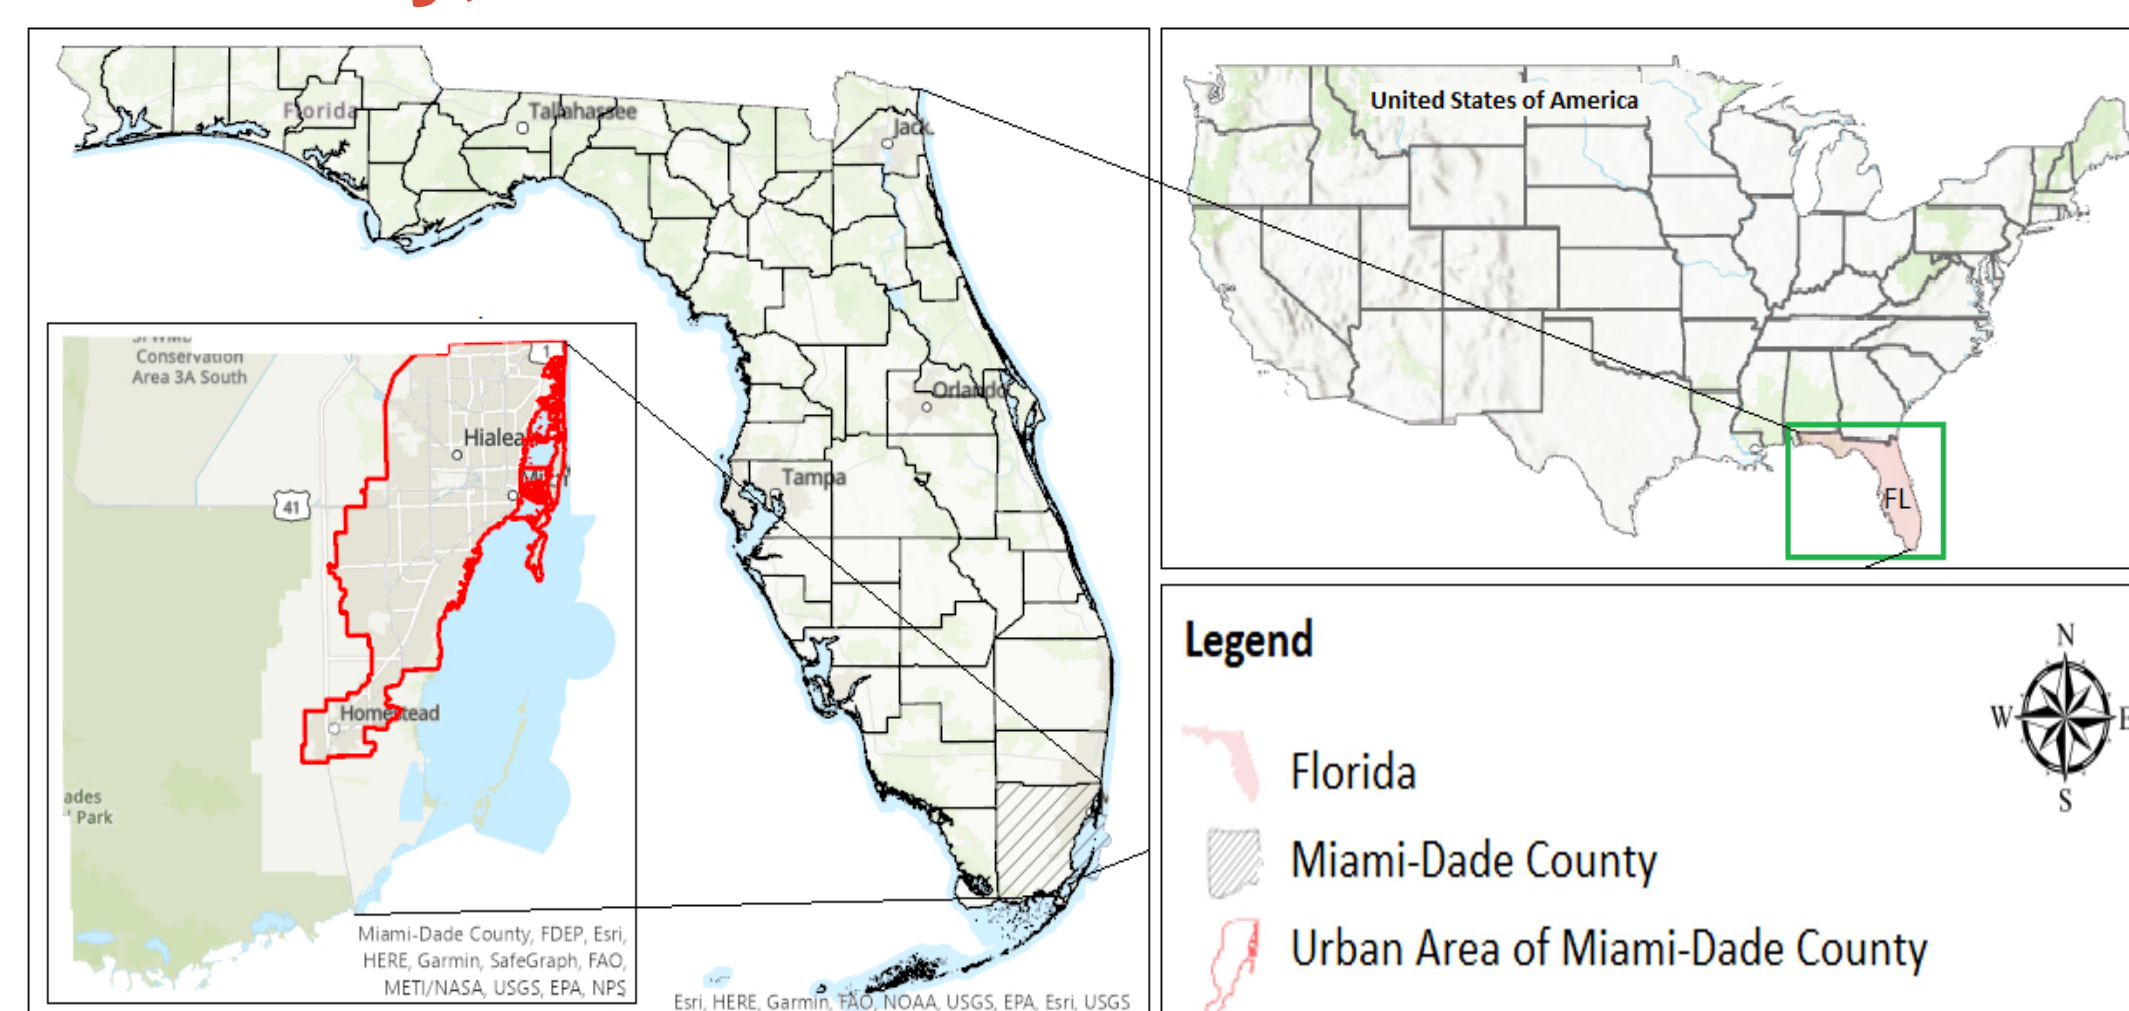 Florida
Tallahassee
Jack.
Orlando
Tampa
Conservation
Area 3A South
1
Hialea
41
Homestead
ades
Park
Miami-Dade County, FDEP, Esri,
HERE, Garmin, SafeGraph, FAO,
METI/NASA, USGS, EPA, NPS
Esri, HERE, Garmin, FAO, NOAA, USGS, EPA, Esri, USGS
United States of America
FL
Legend
N
W
E
S
Florida
Miami-Dade County
Urban Area of Miami-Dade County